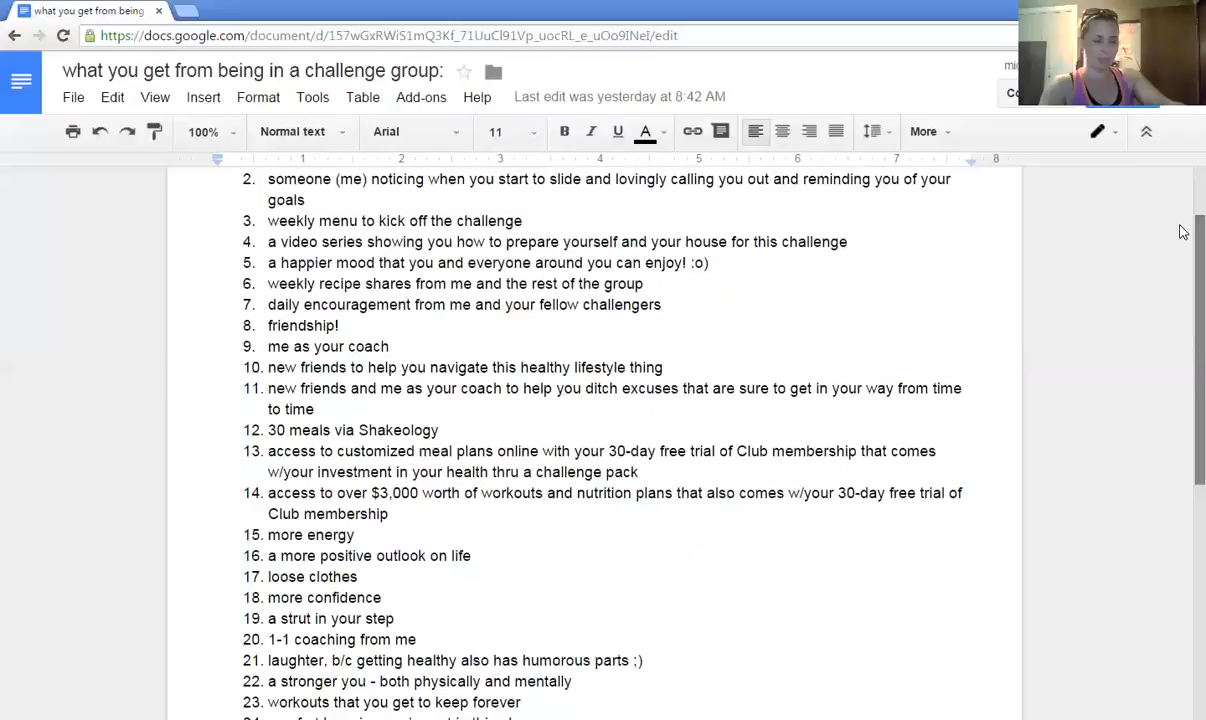 what you get from being
https://docs.google.com/document/d/157wGxRWiS1mQ3Kf_71UuCl91Vp_uocRL_e_uOo9INeI/edit
what you get from being in a challenge group:
File Edit View Insert Format Tools Table Add-ons Help Last edit was yesterday at 8:42 AM
100% Normal text Arial 11 B I U A More
1 2 3 4 5 6 7 8
2. someone (me) noticing when you start to slide and lovingly calling you out and reminding you of your
goals
3. weekly menu to kick off the challenge
4. a video series showing you how to prepare yourself and your house for this challenge
5. a happier mood that you and everyone around you can enjoy! :o)
6. weekly recipe shares from me and the rest of the group
7. daily encouragement from me and your fellow challengers
8. friendship!
9. me as your coach
10. new friends to help you navigate this healthy lifestyle thing
11. new friends and me as your coach to help you ditch excuses that are sure to get in your way from time
to time
12. 30 meals via Shakeology
13. access to customized meal plans online with your 30-day free trial of Club membership that comes
w/your investment in your health thru a challenge pack
14. access to over $3,000 worth of workouts and nutrition plans that also comes w/your 30-day free trial of
Club membership
15. more energy
16. a more positive outlook on life
17. loose clothes
18. more confidence
19. a strut in your step
20. 1-1 coaching from me
21. laughter, b/c getting healthy also has humorous parts ;)
22. a stronger you - both physically and mentally
23. workouts that you get to keep forever